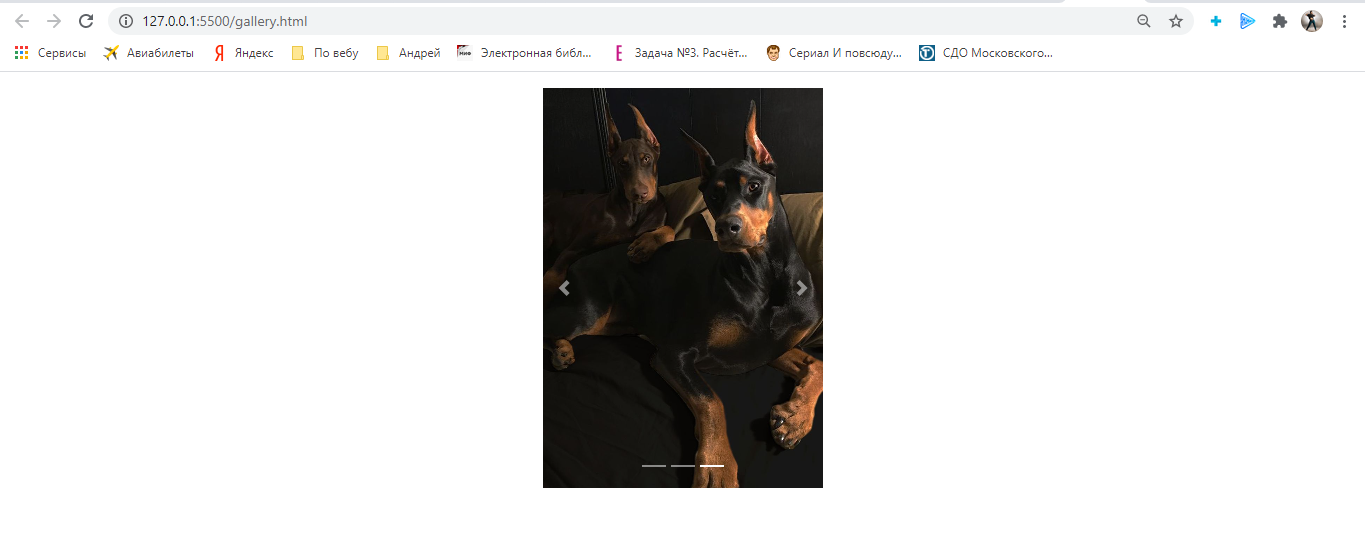 127.0.0.1:5500/gallery.html
Сервисы Авиабилеты Яндекс По вебу Андрей Электронная библ... Задача №3. Расчёт... Сериал И повсюду... СДО Московского...